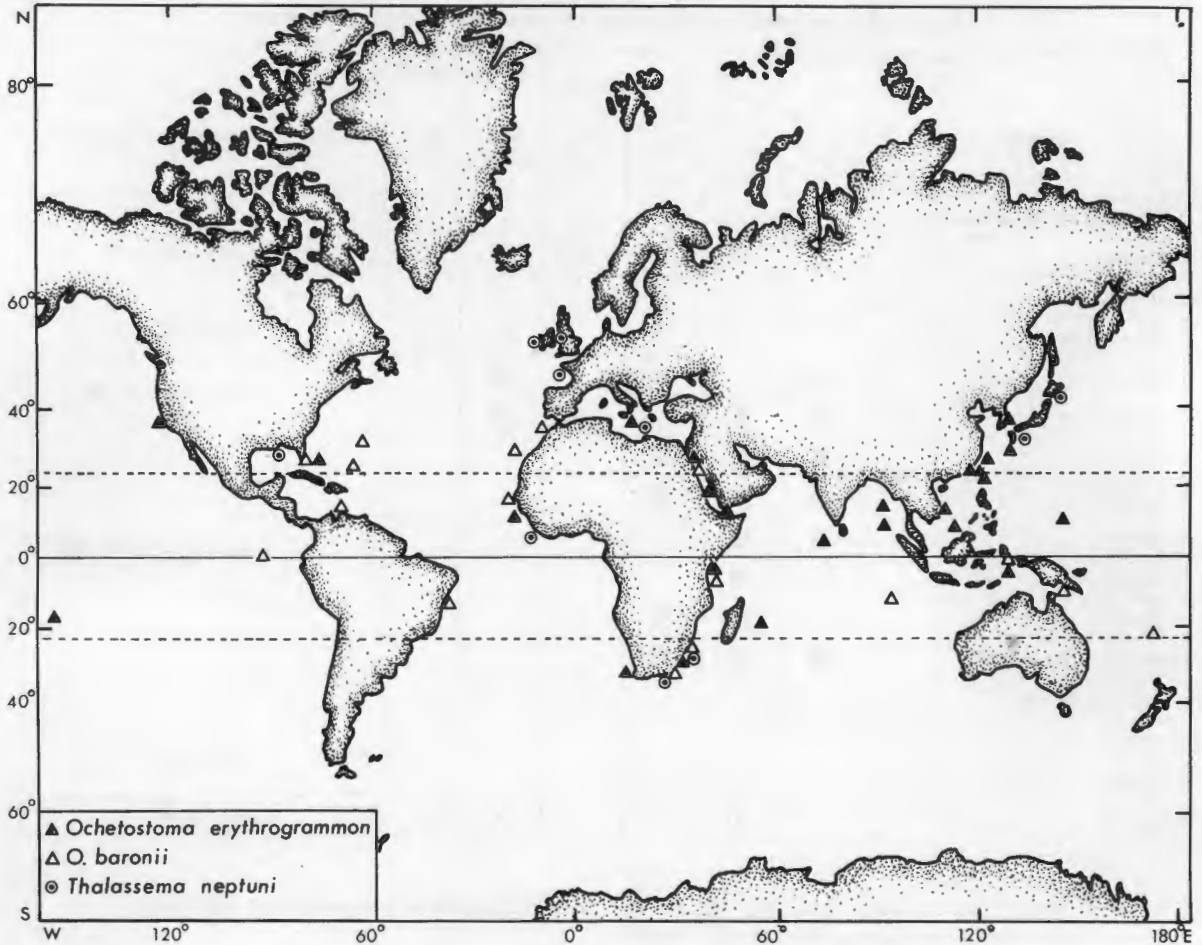 N
80°
60°
40°
20°
0°
20°
40°
60°
S
▲ Ochetostoma erythrogrammon
△ O. baronii
⊙ Thalassema neptuni
W 120° 60° 0° 60° 120° 180°E